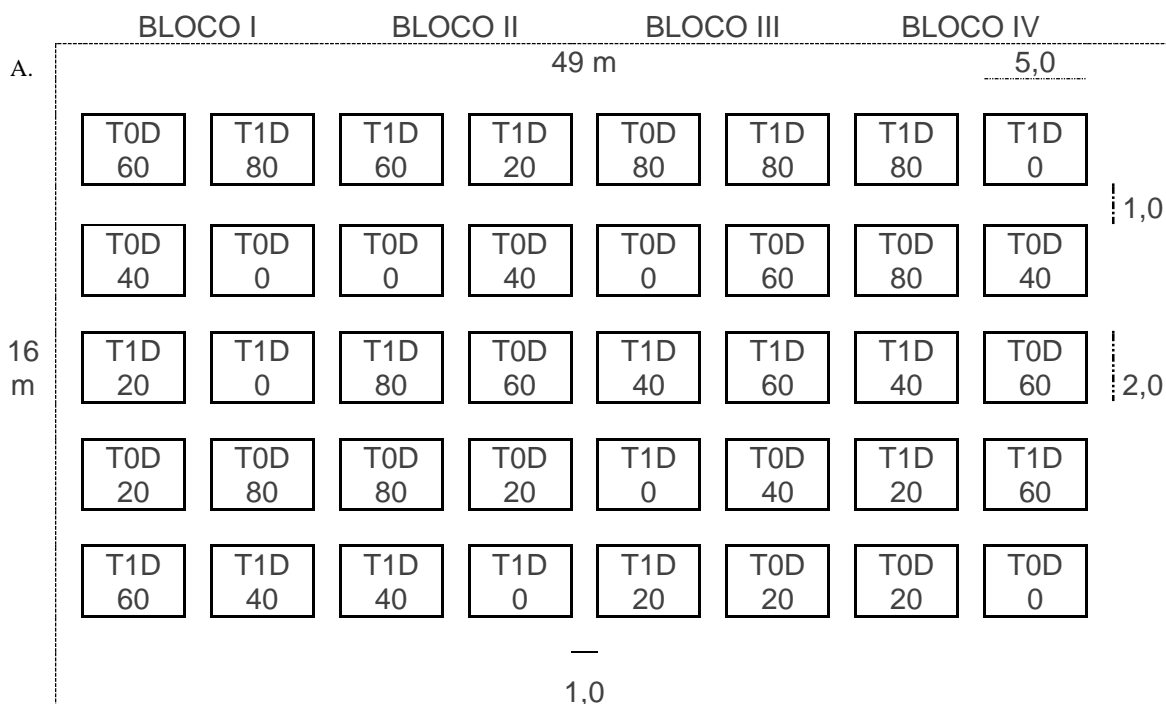 BLOCO I BLOCO II BLOCO III BLOCO IV
A. 49 m 5,0
T0D T1D T1D T1D T0D T1D T1D T1D
60 80 60 20 80 80 80 0
1,0
T0D T0D T0D T0D T0D T0D T0D T0D
40 0 0 40 0 60 80 40
16 T1D T1D T1D T0D T1D T1D T1D T0D
m 20 0 80 60 40 60 40 60 2,0
T0D T0D T0D T0D T1D T0D T1D T1D
20 80 80 20 0 40 20 60
T1D T1D T1D T1D T1D T0D T0D T0D
60 40 40 0 20 20 20 0
1,0